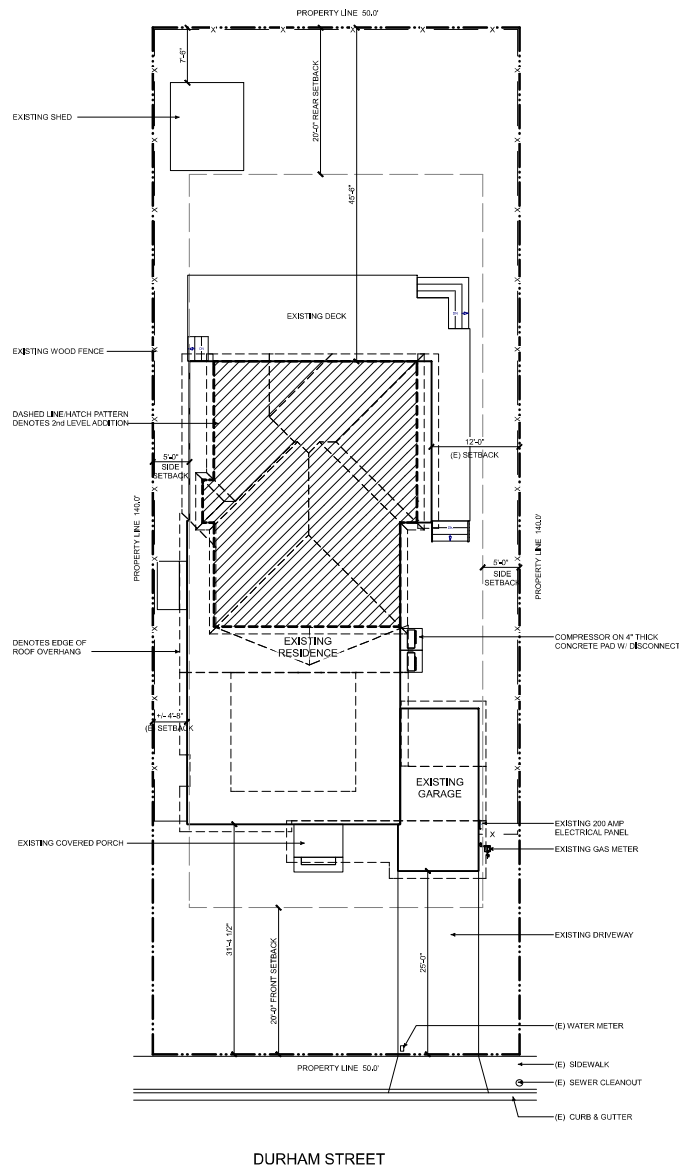 PROPERTY LINE 50.0'
7'-6"
20'-0" REAR SETBACK
45'-6"
EXISTING SHED
EXISTING DECK
EXISTING WOOD FENCE
DASHED LINE/HATCH PATTERN
DENOTES 2nd LEVEL ADDITION
12'-0"
(E) SETBACK
5'-0"
SIDE
SETBACK
PROPERTY LINE 140.0'
PROPERTY LINE 140.0'
5'-0"
SIDE
SETBACK
DENOTES EDGE OF
ROOF OVERHANG
EXISTING
RESIDENCE
COMPRESSOR ON 4" THICK
CONCRETE PAD W/ DISCONNECT
+/- 4'-8"
(E) SETBACK
EXISTING
GARAGE
EXISTING 200 AMP
ELECTRICAL PANEL
EXISTING COVERED PORCH
EXISTING GAS METER
31'-4 1/2"
20'-0" FRONT SETBACK
25'-0"
EXISTING DRIVEWAY
(E) WATER METER
PROPERTY LINE 50.0'
(E) SIDEWALK
(E) SEWER CLEANOUT
(E) CURB & GUTTER
DURHAM STREET